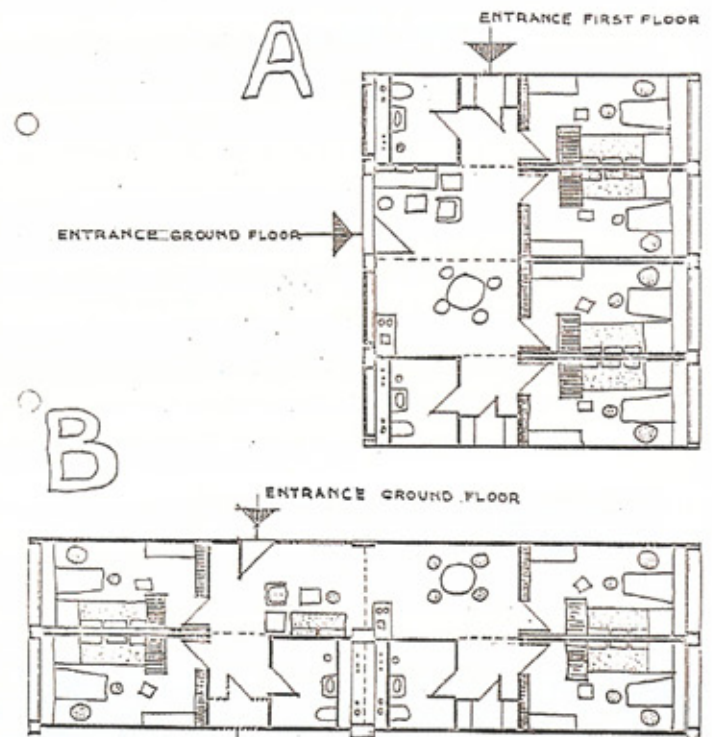 ENTRANCE FIRST FLOOR
A
ENTRANCE GROUND FLOOR
B
ENTRANCE GROUND FLOOR